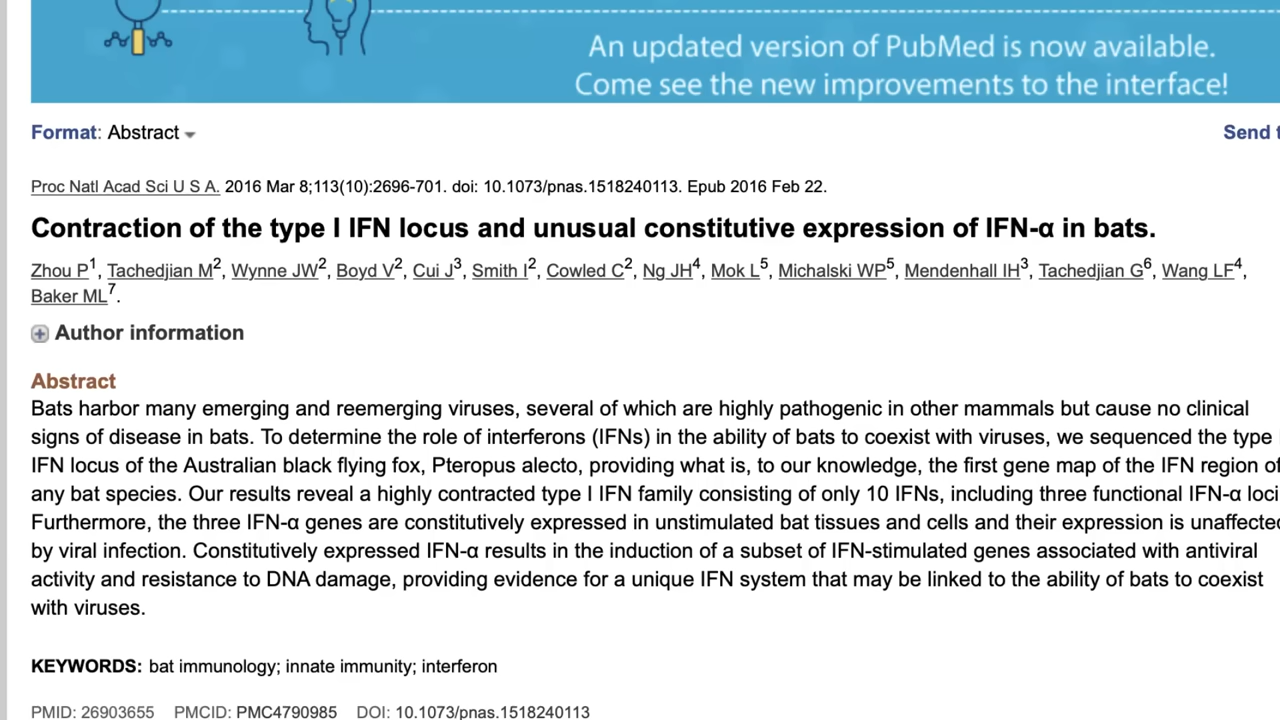 An updated version of PubMed is now available.
Come see the new improvements to the interface!
Format: Abstract
Send
Proc Natl Acad Sci U S A. 2016 Mar 8;113(10):2696-701. doi: 10.1073/pnas.1518240113. Epub 2016 Feb 22.
Contraction of the type I IFN locus and unusual constitutive expression of IFN-α in bats.
Zhou P1, Tachedjian M2, Wynne JW2, Boyd V2, Cui J3, Smith I2, Cowled C2, Ng JH4, Mok L5, Michalski WP5, Mendenhall IH3, Tachedjian G6, Wang LF4,
Baker ML7.
Author information
Abstract
Bats harbor many emerging and reemerging viruses, several of which are highly pathogenic in other mammals but cause no clinical
signs of disease in bats. To determine the role of interferons (IFNs) in the ability of bats to coexist with viruses, we sequenced the type I
IFN locus of the Australian black flying fox, Pteropus alecto, providing what is, to our knowledge, the first gene map of the IFN region of
any bat species. Our results reveal a highly contracted type I IFN family consisting of only 10 IFNs, including three functional IFN-α loci
Furthermore, the three IFN-α genes are constitutively expressed in unstimulated bat tissues and cells and their expression is unaffected
by viral infection. Constitutively expressed IFN-α results in the induction of a subset of IFN-stimulated genes associated with antiviral
activity and resistance to DNA damage, providing evidence for a unique IFN system that may be linked to the ability of bats to coexist
with viruses.
KEYWORDS: bat immunology; innate immunity; interferon
PMID: 26903655 PMCID: PMC4790985 DOI: 10.1073/pnas.1518240113